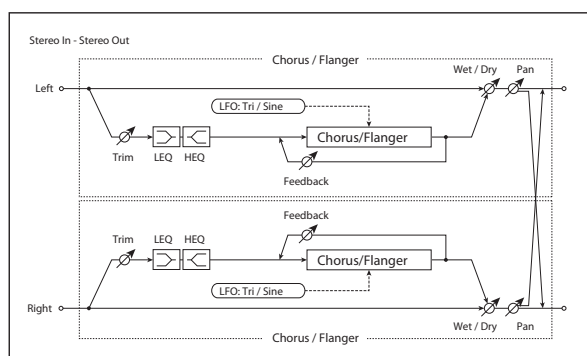 Stereo In - Stereo Out
Chorus / Flanger
Wet / Dry Pan
Left
LFO: Tri / Sine
Chorus/Flanger
Trim LEQ HEQ
Feedback
Feedback
Trim LEQ HEQ
Chorus/Flanger
LFO: Tri / Sine
Right
Wet / Dry Pan
Chorus / Flanger